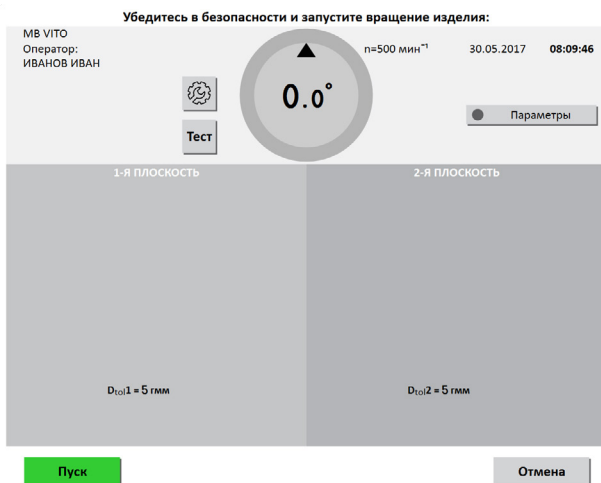 Убедитесь в безопасности и запустите вращение изделия:
MB VITO
Оператор:
ИВАНОВ ИВАН
n=500 мин⁻¹
30.05.2017
08:09:46
0.0°
Параметры
Тест
1-Я ПЛОСКОСТЬ
2-Я ПЛОСКОСТЬ
Dtol1 = 5 гмм
Dtol2 = 5 гмм
Пуск
Отмена